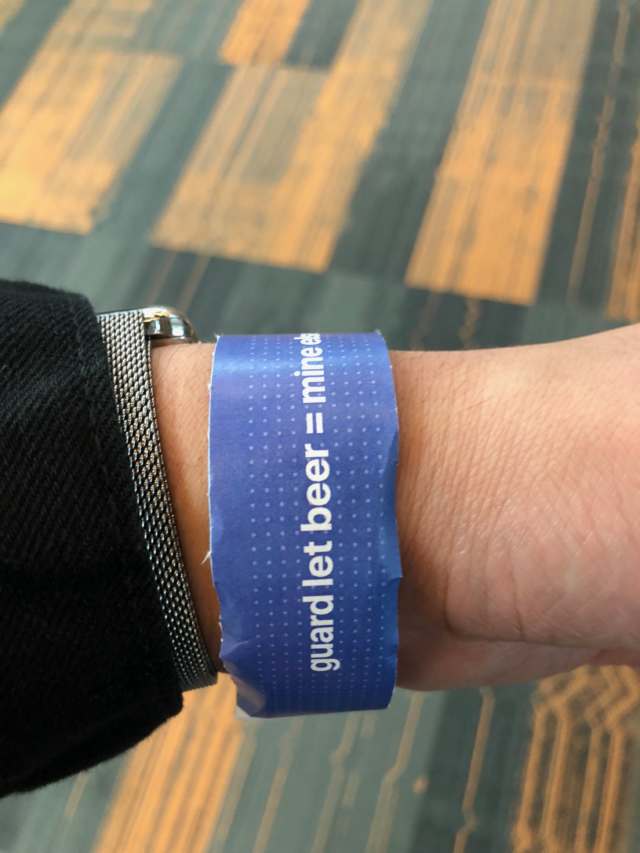 guard let beer = mine